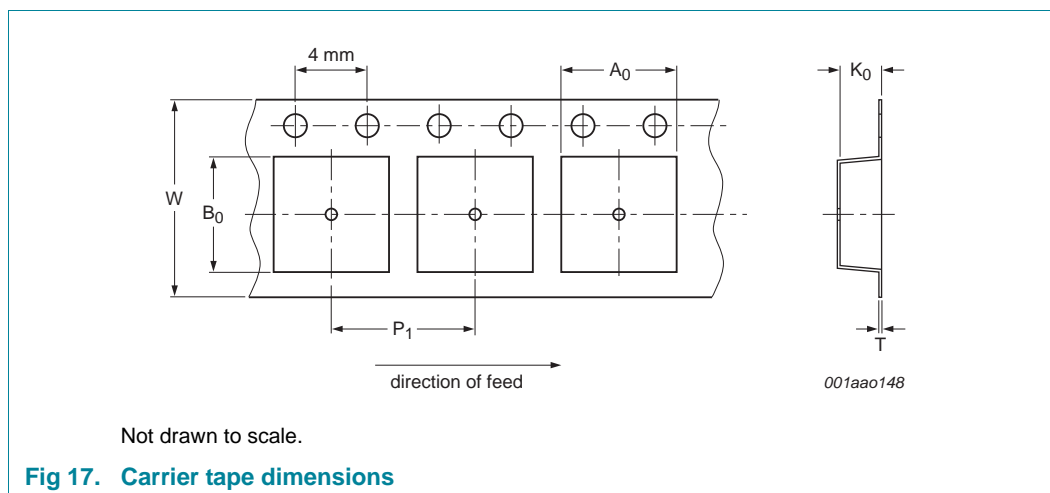 4 mm
A0
K0
W
B0
P1
T
direction of feed
001aao148
Not drawn to scale.
Fig 17. Carrier tape dimensions